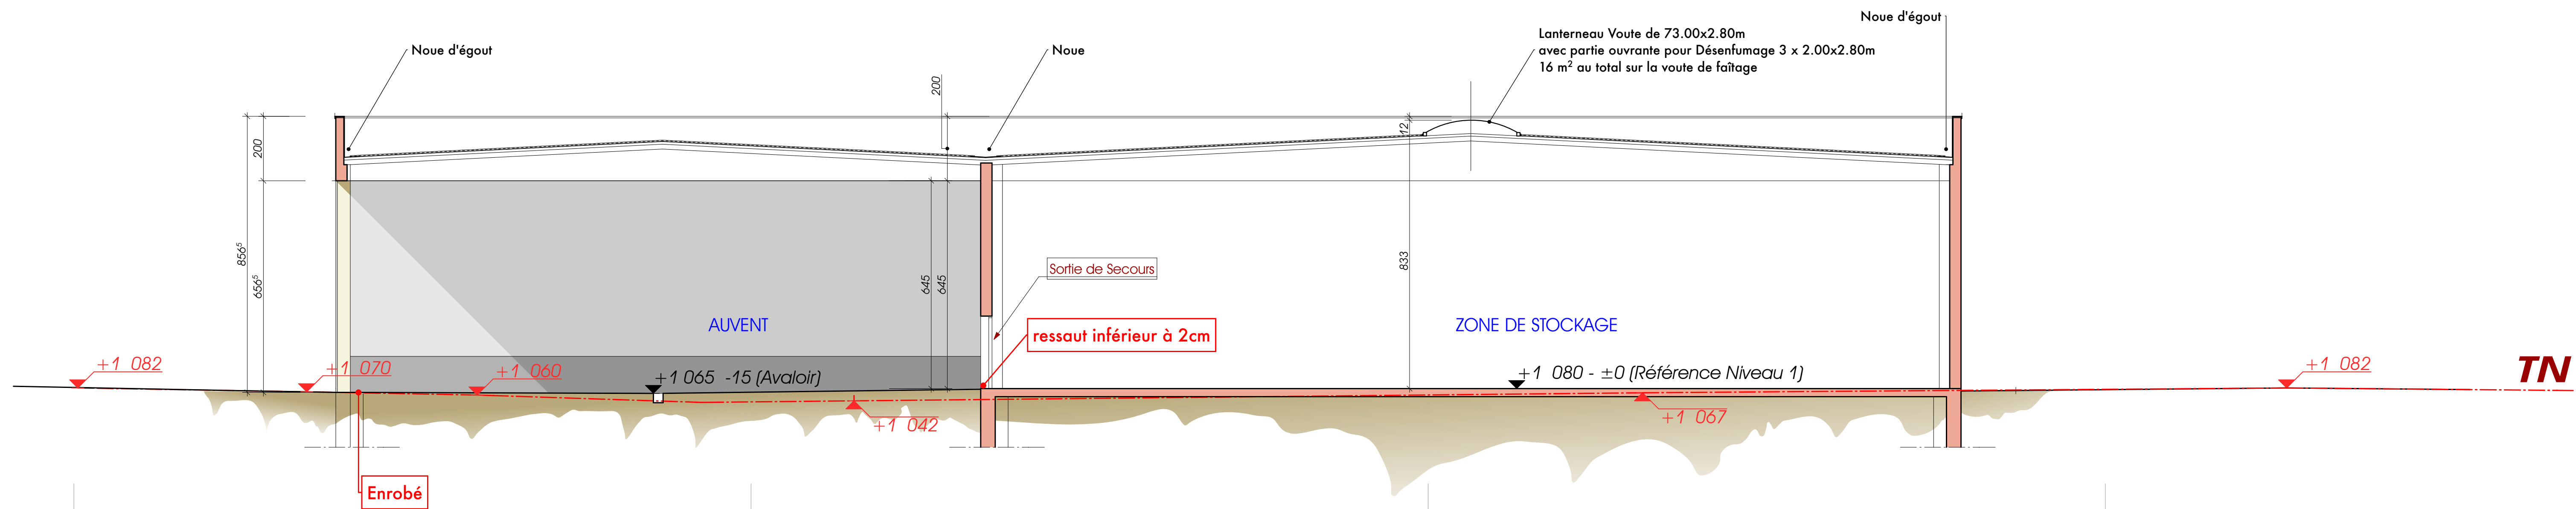 Noue d'égout
Noue
Lanterneau Voute de 73.00x2.80m
avec partie ouvrante pour Désenfumage 3 x 2.00x2.80m
16 m² au total sur la voute de faîtage
Noue d'égout
200
200
12
856⁵
656⁵
645
645
833
Sortie de Secours
AUVENT
ressaut inférieur à 2cm
ZONE DE STOCKAGE
+1 082
+1 070
+1 060
+1 065 -15 (Avaloir)
+1 080 - ±0 (Référence Niveau 1)
+1 082
TN
+1 042
+1 067
Enrobé